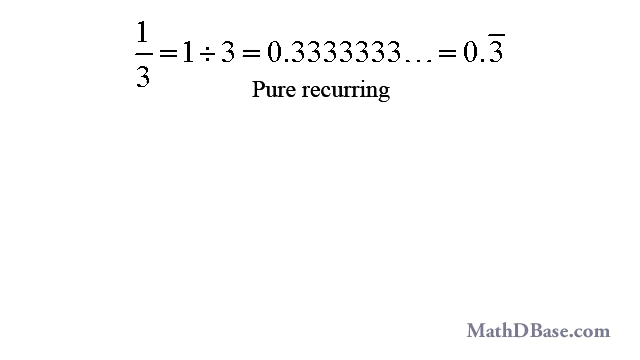 1/3 = 1 ÷ 3 = 0.3333333... = 0.3̅
Pure recurring
MathDBase.com